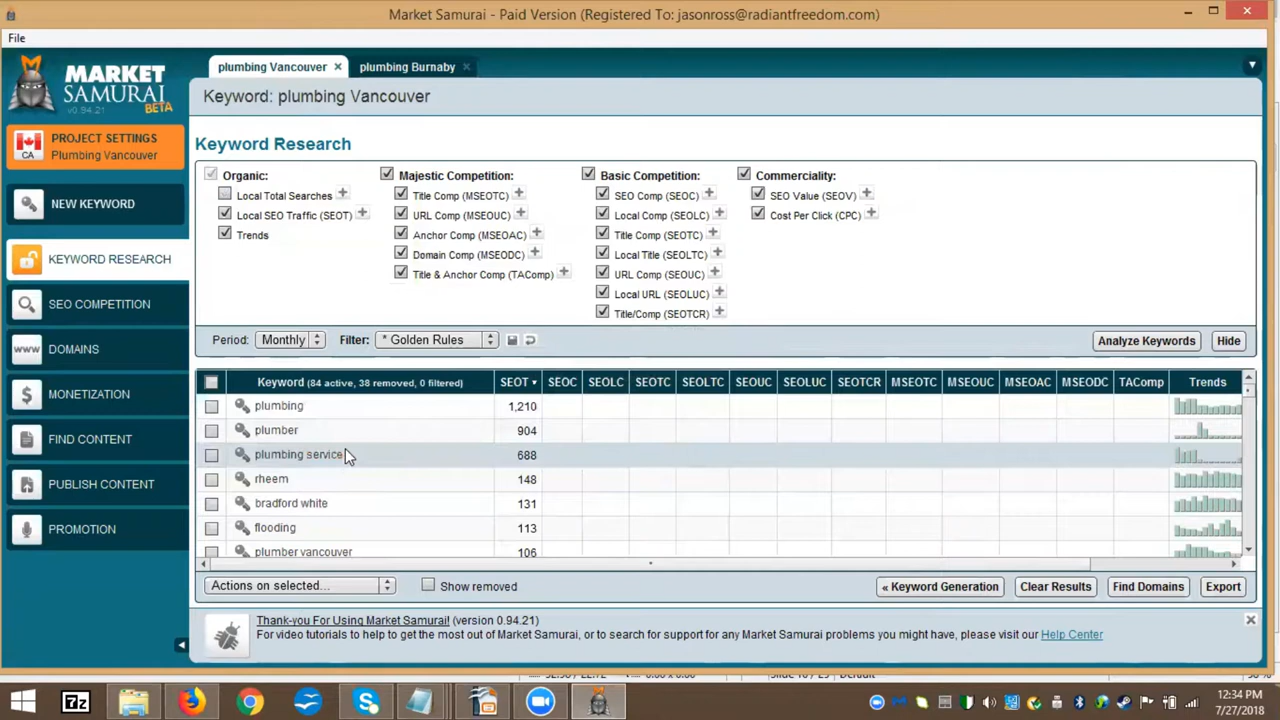 Market Samurai - Paid Version (Registered To: jasonross@radiantfreedom.com)
File
MARKET
SAMURAI
v0.94.21 BETA
plumbing Vancouver
plumbing Burnaby
Keyword: plumbing Vancouver
CA
PROJECT SETTINGS
Plumbing Vancouver
NEW KEYWORD
KEYWORD RESEARCH
SEO COMPETITION
WWW DOMAINS
MONETIZATION
FIND CONTENT
PUBLISH CONTENT
PROMOTION
Keyword Research
Organic:
Local Total Searches
Local SEO Traffic (SEOT)
Trends
Majestic Competition:
Title Comp (MSEOTC)
URL Comp (MSEOUC)
Anchor Comp (MSEOAC)
Domain Comp (MSEODC)
Title & Anchor Comp (TAComp)
Basic Competition:
SEO Comp (SEOC)
Local Comp (SEOLC)
Title Comp (SEOTC)
Local Title (SEOLTC)
URL Comp (SEOUC)
Local URL (SEOLUC)
Title/Comp (SEOTCR)
Commerciality:
SEO Value (SEOV)
Cost Per Click (CPC)
Period: Monthly Filter: * Golden Rules Analyze Keywords Hide
Keyword (84 active, 38 removed, 0 filtered) SEOT SEOC SEOLC SEOTC SEOLTC SEOUC SEOLUC SEOTCR MSEOTC MSEOUC MSEOAC MSEODC TAComp Trends
plumbing 1,210
plumber 904
plumbing service 688
rheem 148
bradford white 131
flooding 113
plumber vancouver 106
Actions on selected... Show removed « Keyword Generation Clear Results Find Domains Export
Thank-you For Using Market Samurai! (version 0.94.21)
For video tutorials to help to get the most out of Market Samurai, or to search for support for any Market Samurai problems you might have, please visit our Help Center
12:34 PM
7/27/2018